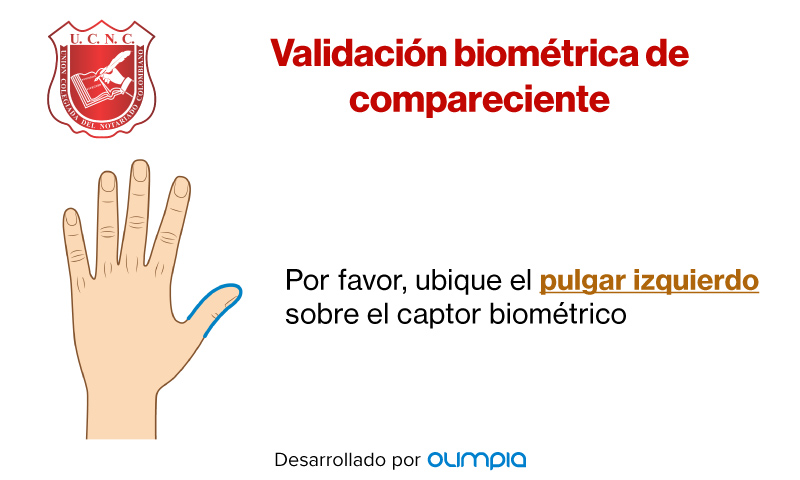 U. C. N. C.
UNIÓN COLEGIADA DEL NOTARIADO COLOMBIANO
Validación biométrica de
compareciente
Por favor, ubique el pulgar izquierdo
sobre el captor biométrico
Desarrollado por OLIMPIA